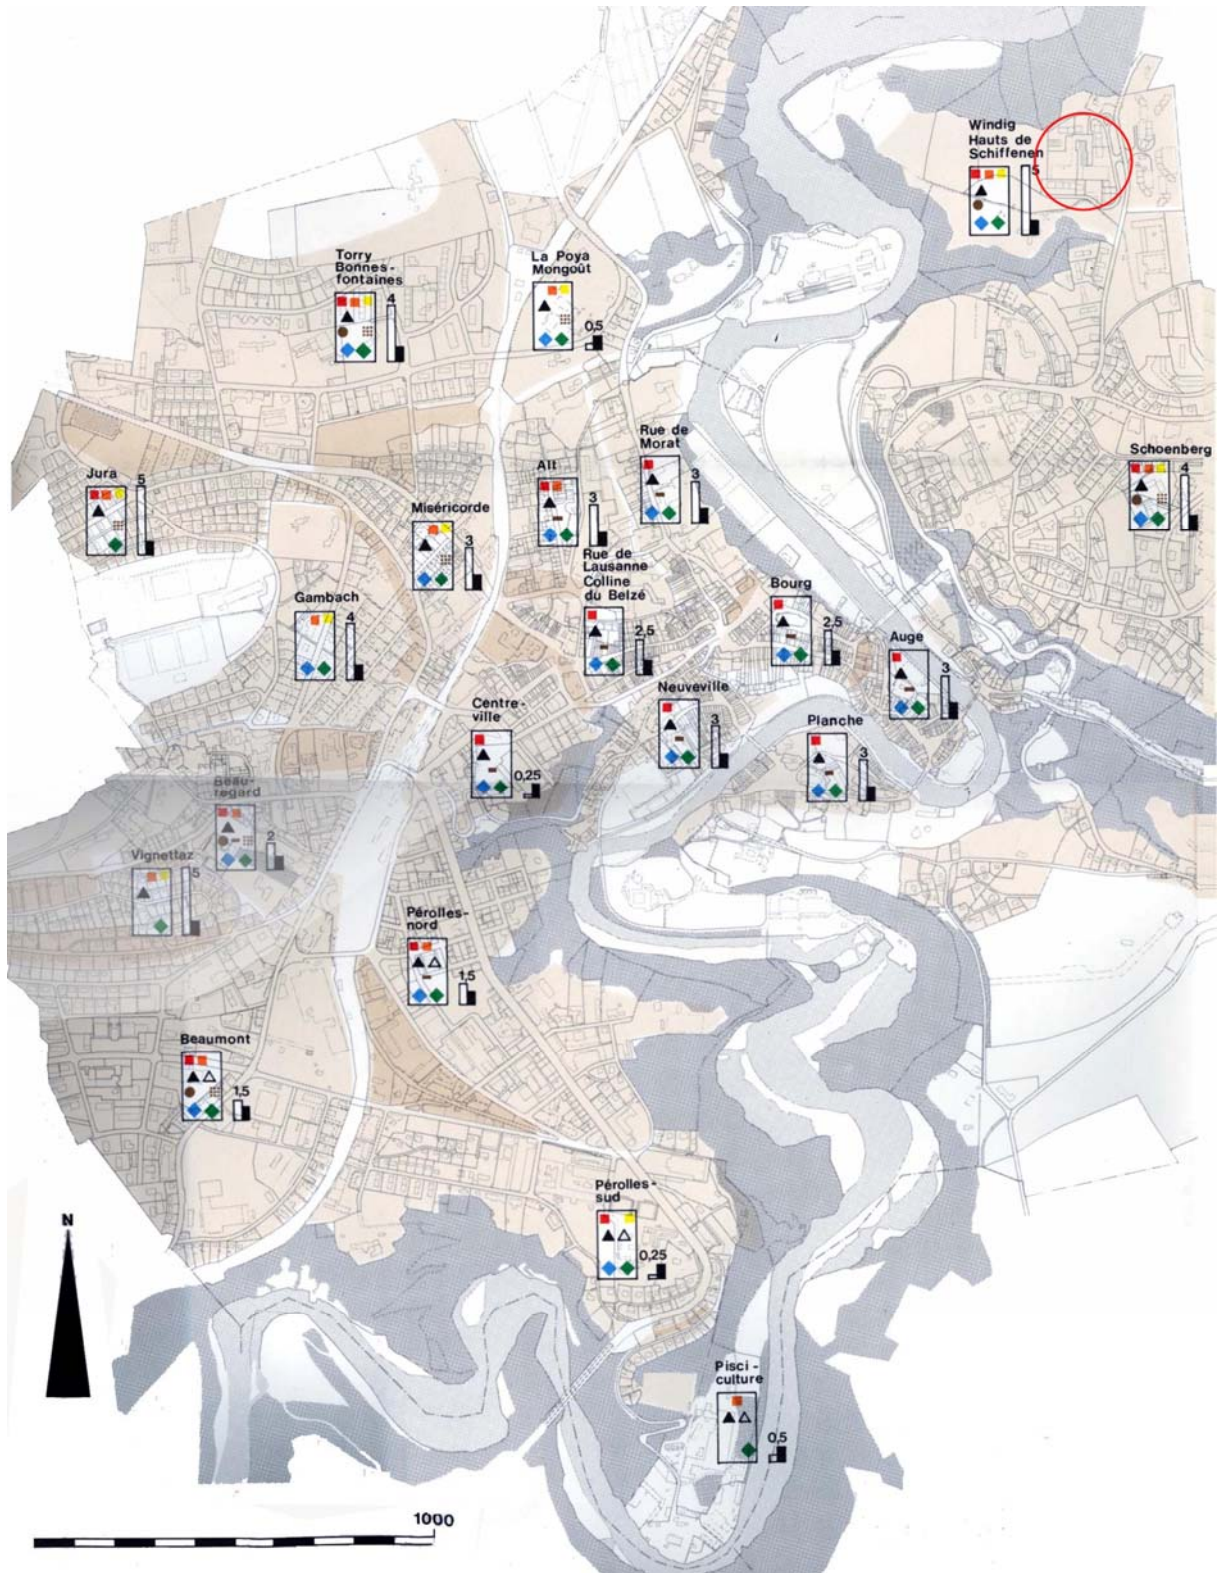 Windig
Hauts de
Schiffenen
5
Torry
Bonnes-
fontaines
4
La Poya
Mongoût
0,5
Rue de
Morat
3
Schoenberg
4
Jura
5
Alt
3
Miséricorde
3
Rue de
Lausanne
Colline
du Belzé
2,5
Bourg
2,5
Gambach
4
Auge
3
Neuveville
3
Centre-
ville
0,25
Planche
3
Beau-
regard
2
Vignettaz
5
Pérolles-
nord
1,5
Beaumont
1,5
Pérolles-
sud
0,25
N
Pisci-
culture
0,5
1000